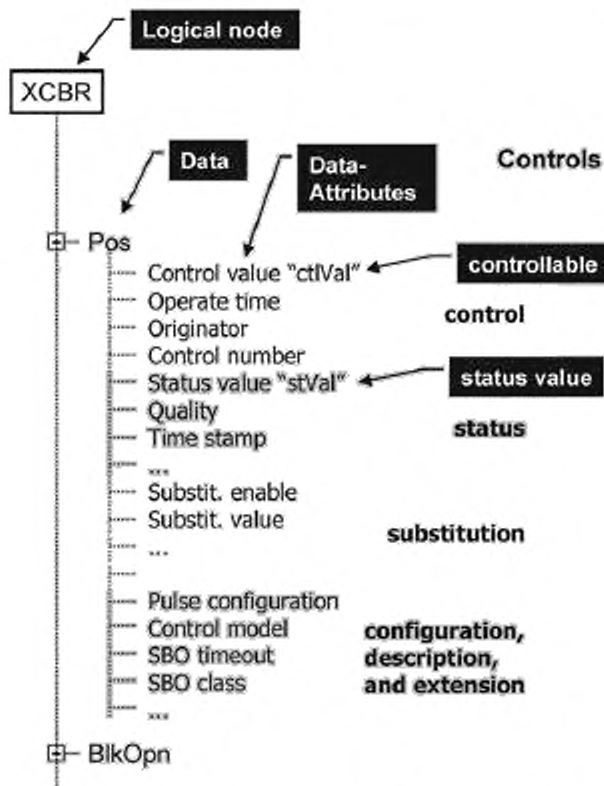 Logical node
XCBR
Data
Data-
Attributes
Controls
Pos
Control value "ctlVal"
controllable
Operate time
control
Originator
Control number
Status value "stVal"
status value
Quality
status
Time stamp
...
Substit. enable
Substit. value
substitution
...
Pulse configuration
Control model
configuration,
SBO timeout
description,
SBO class
and extension
...
BlkOpn